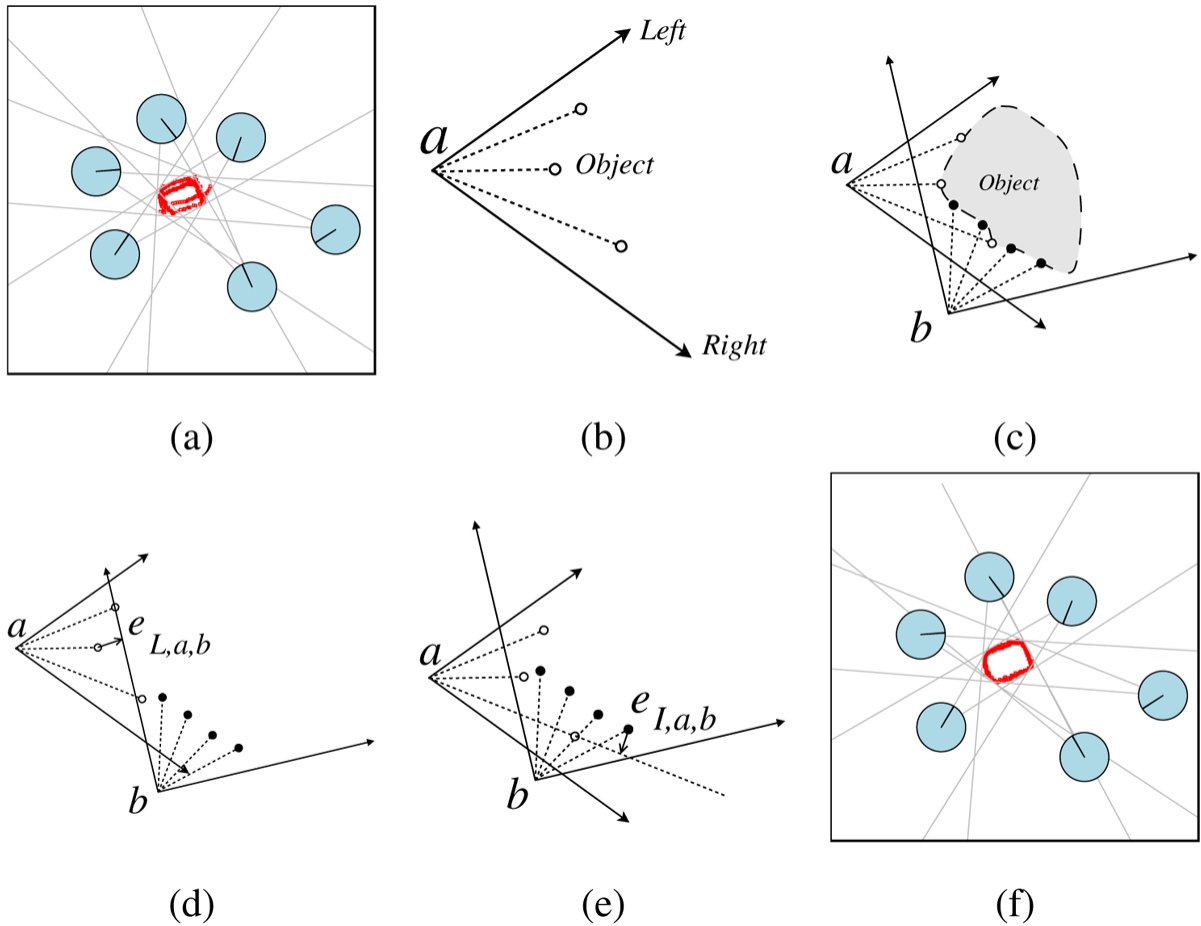 Left
a
Object
Right
a
Object
b
(a)
(b)
(c)
a
e L,a,b
b
a
e I,a,b
b
(d)
(e)
(f)